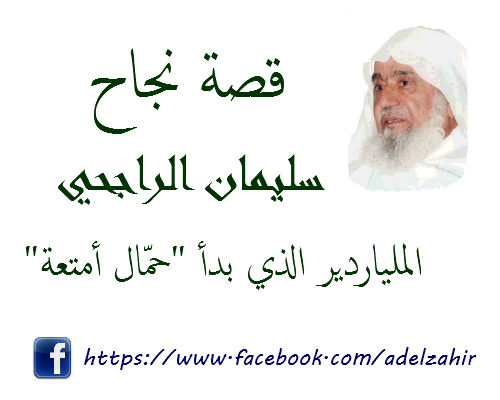 قصة نجاح
سليمان الراجحي
الملياردير الذي بدأ "حمّال أمتعة"
f https://www.facebook.com/adelzahir